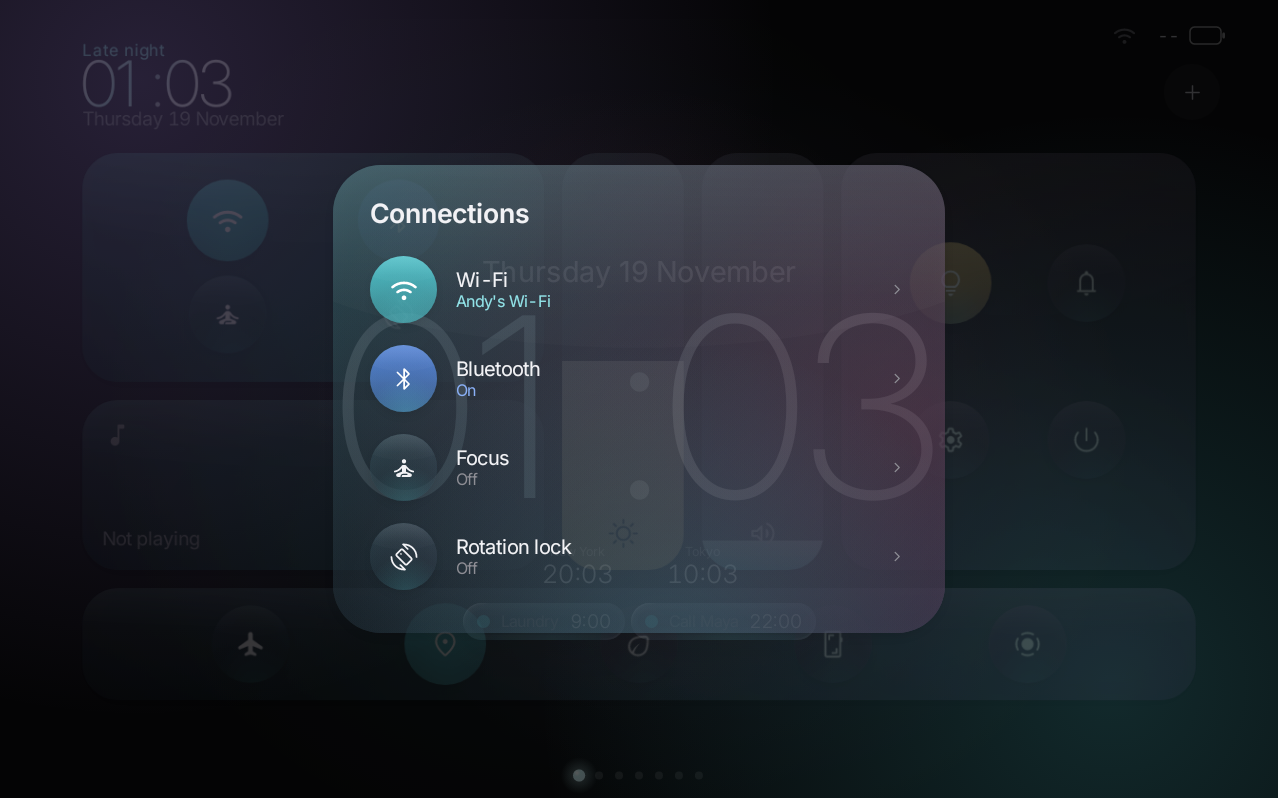 Late night
01:03
Thursday 19 November
--
Connections
Thursday 19 November
Wi-Fi
Andy's Wi-Fi
Bluetooth
On
01:03
Focus
Off
Not playing
Rotation lock
Off
York
Tokyo
20:03
10:03
Laundry 9:00
22:00